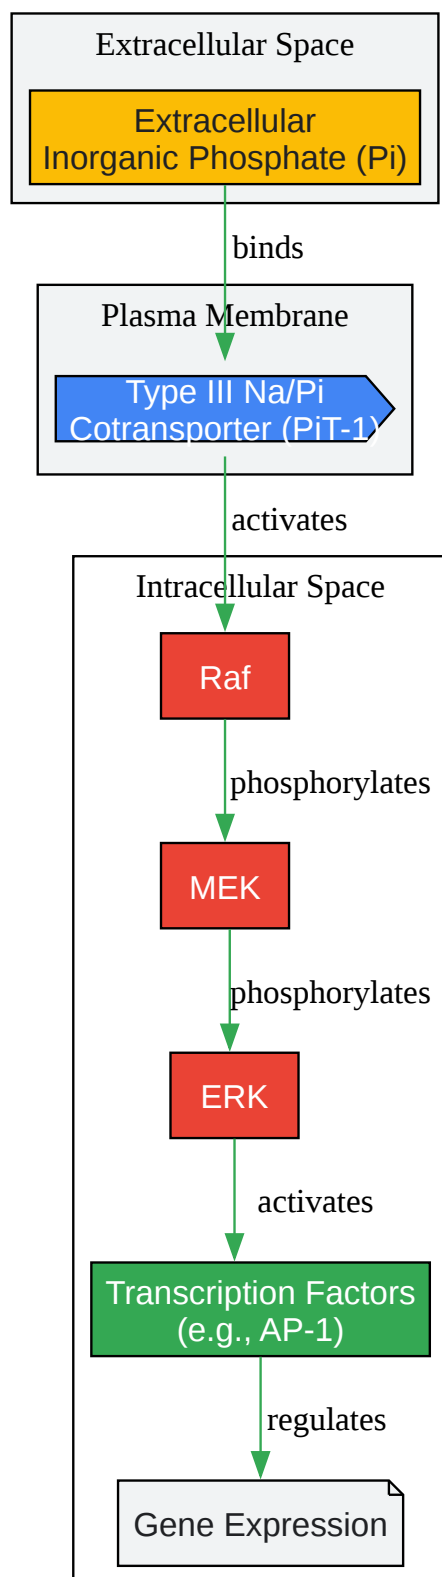 Extracellular Space
Extracellular
Inorganic Phosphate (Pi)
binds
Plasma Membrane
Type III Na/Pi
Cotransporter (PiT-1)
activates
Intracellular Space
Raf
phosphorylates
MEK
phosphorylates
ERK
activates
Transcription Factors
(e.g., AP-1)
regulates
Gene Expression